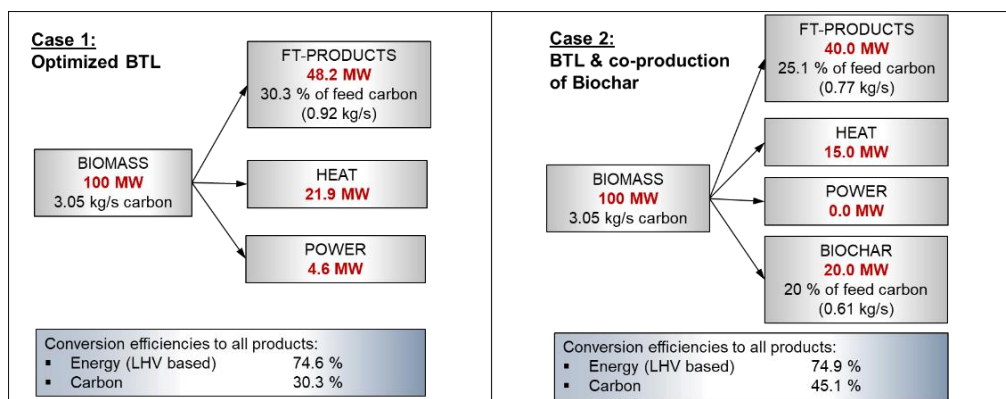 Case 1:
Optimized BTL
FT-PRODUCTS
48.2 MW
30.3 % of feed carbon
(0.92 kg/s)
BIOMASS
100 MW
3.05 kg/s carbon
HEAT
21.9 MW
POWER
4.6 MW
Conversion efficiencies to all products:
▪ Energy (LHV based) 74.6 %
▪ Carbon 30.3 %
Case 2:
BTL & co-production
of Biochar
FT-PRODUCTS
40.0 MW
25.1 % of feed carbon
(0.77 kg/s)
HEAT
15.0 MW
BIOMASS
100 MW
3.05 kg/s carbon
POWER
0.0 MW
BIOCHAR
20.0 MW
20 % of feed carbon
(0.61 kg/s)
Conversion efficiencies to all products:
▪ Energy (LHV based) 74.9 %
▪ Carbon 45.1 %